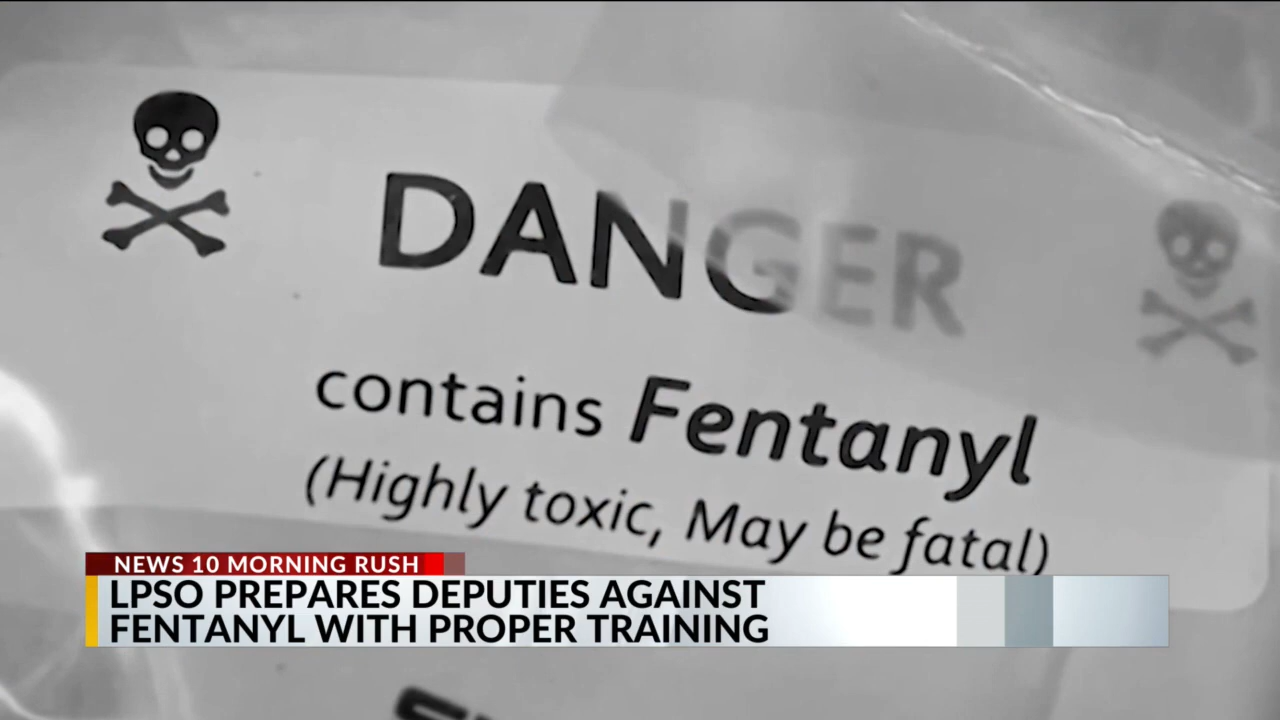 DANGER
contains Fentanyl
(Highly toxic, May be fatal)
NEWS 10 MORNING RUSH
LPSO PREPARES DEPUTIES AGAINST
FENTANYL WITH PROPER TRAINING